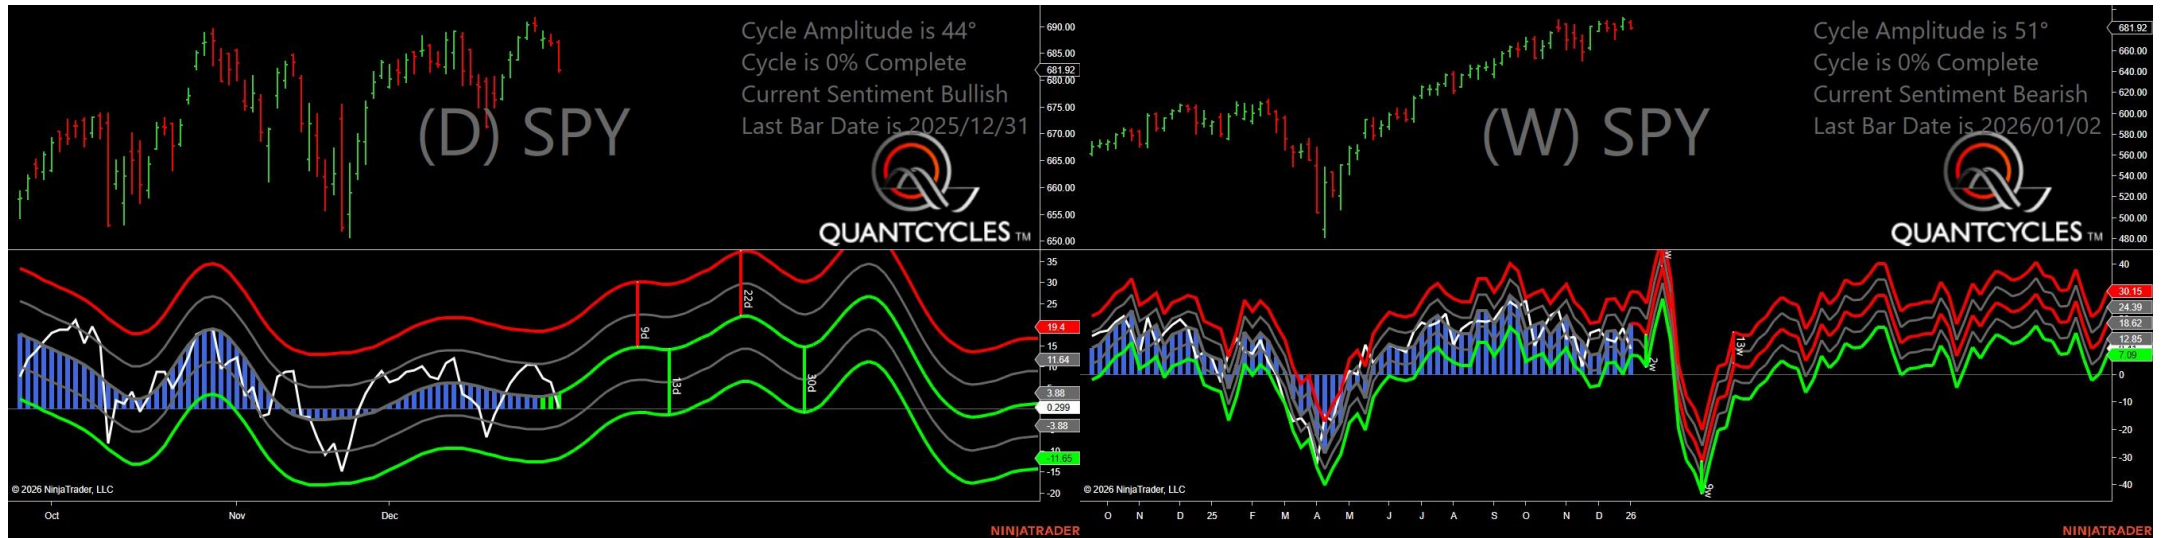 Cycle Amplitude is 44°
Cycle is 0% Complete
Current Sentiment Bullish
Last Bar Date is 2025/12/31
(D) SPY
QUANTCYCLES TM
690.00
685.00
681.92
680.00
675.00
670.00
665.00
660.00
655.00
650.00
35
30
25
19.4
15
11.64
10
3.88
0.299
-3.88
-11.65
-15
-20
9d
13d
22d
30d
© 2026 NinjaTrader, LLC
Oct
Nov
Dec
NINJATRADER
Cycle Amplitude is 51°
Cycle is 0% Complete
Current Sentiment Bearish
Last Bar Date is 2026/01/02
(W) SPY
QUANTCYCLES TM
681.92
660.00
640.00
620.00
600.00
580.00
560.00
540.00
520.00
500.00
480.00
40
30.15
24.39
18.62
12.85
7.09
0
-10
-20
-30
-40
2w
9w
13w
© 2026 NinjaTrader, LLC
O N D 25 F M A M J J A S O N D 26
NINJATRADER